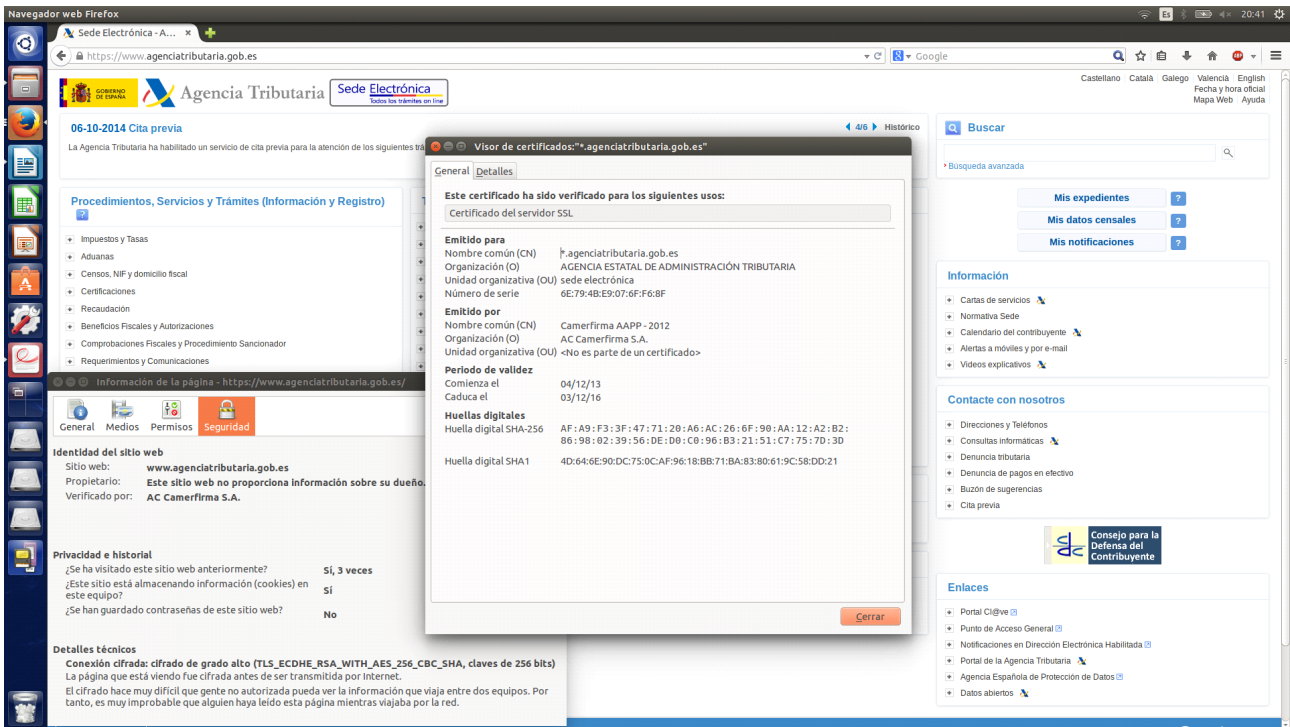 Navegador web Firefox
Es
20:41
Sede Electrónica - A...
https://www.agenciatributaria.gob.es
Google
GOBIERNO DE ESPAÑA
Agencia Tributaria
Sede Electrónica
Todos los trámites on line
Castellano Català Galego Valencià English
Fecha y hora oficial
Mapa Web Ayuda
06-10-2014 Cita previa
4/6 Histórico
La Agencia Tributaria ha habilitado un servicio de cita previa para la atención de los siguientes
Procedimientos, Servicios y Trámites (Información y Registro)
Impuestos y Tasas
Aduanas
Censos, NIF y domicilio fiscal
Certificaciones
Recaudación
Beneficios Fiscales y Autorizaciones
Comprobaciones Fiscales y Procedimiento Sancionador
Requerimientos y Comunicaciones
Visor de certificados:"*.agenciatributaria.gob.es"
General Detalles
Este certificado ha sido verificado para los siguientes usos:
Certificado del servidor SSL
Emitido para
Nombre común (CN) *.agenciatributaria.gob.es
Organización (O) AGENCIA ESTATAL DE ADMINISTRACIÓN TRIBUTARIA
Unidad organizativa (OU) sede electrónica
Número de serie 6E:79:4B:E9:07:6F:F6:8F
Emitido por
Nombre común (CN) Camerfirma AAPP - 2012
Organización (O) AC Camerfirma S.A.
Unidad organizativa (OU) <No es parte de un certificado>
Periodo de validez
Comienza el 04/12/13
Caduca el 03/12/16
Huellas digitales
Huella digital SHA-256 AF:A9:F3:3F:47:71:20:A6:AC:26:6F:90:AA:12:A2:B2:
86:98:02:39:56:DE:D0:C0:96:B3:21:51:C7:75:7D:3D
Huella digital SHA1 4D:64:6E:90:DC:75:0C:AF:96:18:BB:71:BA:83:80:61:9C:58:DD:21
Cerrar
Información de la página - https://www.agenciatributaria.gob.es/
General Medios Permisos Seguridad
Identidad del sitio web
Sitio web: www.agenciatributaria.gob.es
Propietario: Este sitio web no proporciona información sobre su dueño.
Verificado por: AC Camerfirma S.A.
Privacidad e historial
¿Se ha visitado este sitio web anteriormente? Sí, 3 veces
¿Este sitio está almacenando información (cookies) en
este equipo? Sí
¿Se han guardado contraseñas de este sitio web? No
Detalles técnicos
Conexión cifrada: cifrado de grado alto (TLS_ECDHE_RSA_WITH_AES_256_CBC_SHA, claves de 256 bits)
La página que está viendo fue cifrada antes de ser transmitida por Internet.
El cifrado hace muy difícil que gente no autorizada pueda ver la información que viaja entre dos equipos. Por
tanto, es muy improbable que alguien haya leído esta página mientras viajaba por la red.
Buscar
Búsqueda avanzada
Mis expedientes ?
Mis datos censales ?
Mis notificaciones ?
Información
Cartas de servicios
Normativa Sede
Calendario del contribuyente
Alertas a móviles y por e-mail
Videos explicativos
Contacte con nosotros
Direcciones y Teléfonos
Consultas informáticas
Denuncia tributaria
Denuncia de pagos en efectivo
Buzón de sugerencias
Cita previa
cdc
Consejo para la
Defensa del
Contribuyente
Enlaces
Portal Cl@ve
Punto de Acceso General
Notificaciones en Dirección Electrónica Habilitada
Portal de la Agencia Tributaria
Agencia Española de Protección de Datos
Datos abiertos